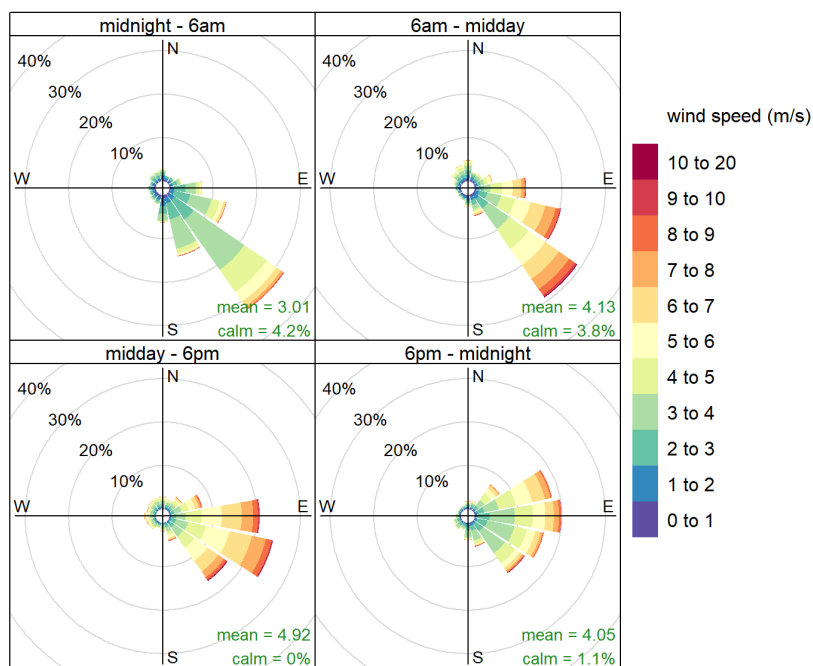 midnight - 6am
N
40%
30%
20%
10%
W
E
S
mean = 3.01
calm = 4.2%
6am - midday
N
40%
30%
20%
10%
W
E
S
mean = 4.13
calm = 3.8%
midday - 6pm
N
40%
30%
20%
10%
W
E
S
mean = 4.92
calm = 0%
6pm - midnight
N
40%
30%
20%
10%
W
E
S
mean = 4.05
calm = 1.1%
wind speed (m/s)
10 to 20
9 to 10
8 to 9
7 to 8
6 to 7
5 to 6
4 to 5
3 to 4
2 to 3
1 to 2
0 to 1